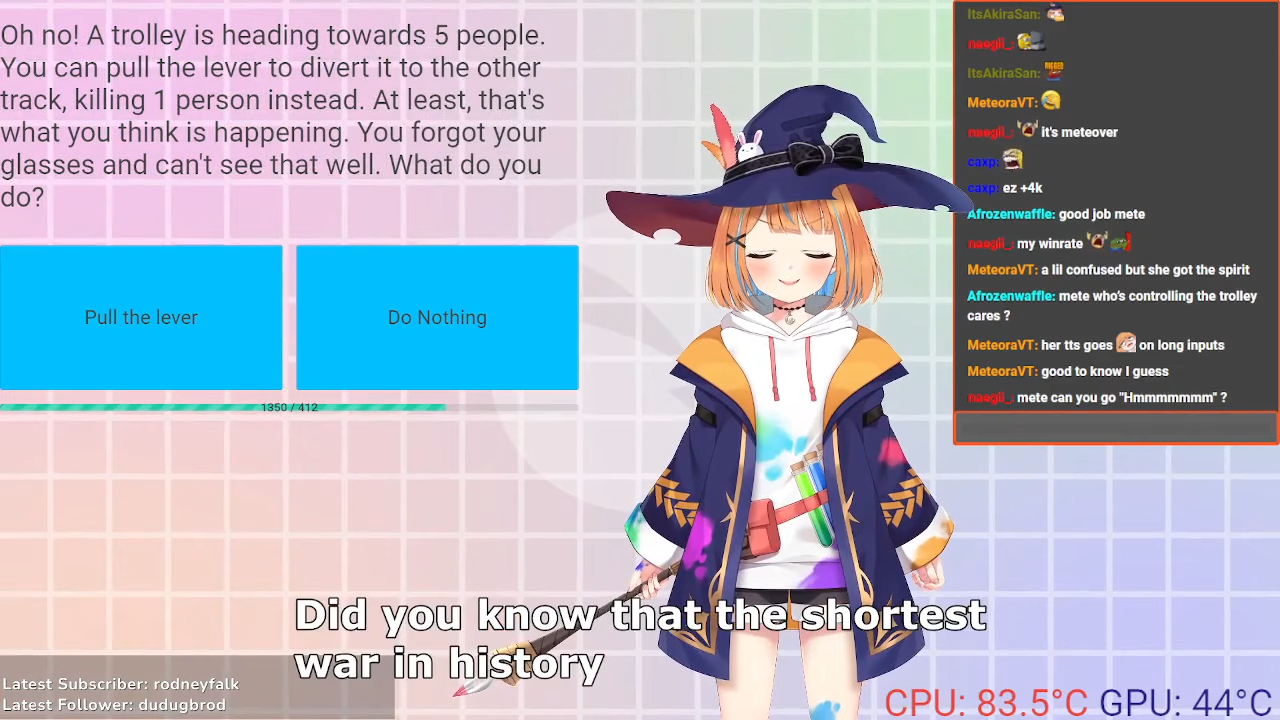 Oh no! A trolley is heading towards 5 people.
You can pull the lever to divert it to the other
track, killing 1 person instead. At least, that's
what you think is happening. You forgot your
glasses and can't see that well. What do you
do?
Pull the lever
Do Nothing
1350 / 412
ItsAkiraSan:
naegii_:
ItsAkiraSan:
MeteoraVT:
naegii_: it's meteover
caxp:
caxp: ez +4k
Afrozenwaffle: good job mete
naegii_: my winrate
MeteoraVT: a lil confused but she got the spirit
Afrozenwaffle: mete who's controlling the trolley
cares ?
MeteoraVT: her tts goes on long inputs
MeteoraVT: good to know I guess
naegii_: mete can you go "Hmmmmmmm" ?
Did you know that the shortest
war in history
Latest Subscriber: rodneyfalk
Latest Follower: dudugbrod
CPU: 83.5°C GPU: 44°C